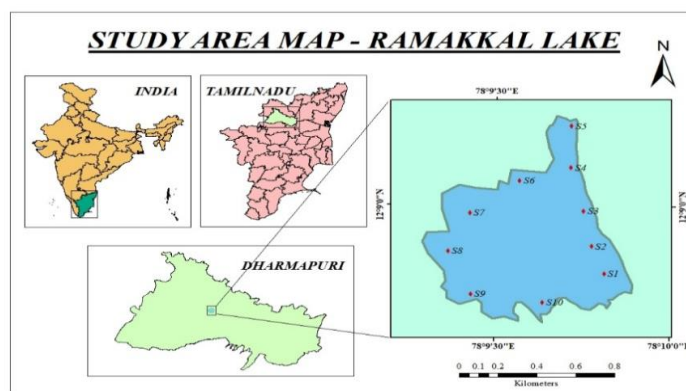 STUDY AREA MAP - RAMAKKAL LAKE
N
INDIA
TAMILNADU
78°9'30"E
S5
S4
S6
S3
S7
12°9'0"N
12°9'0"N
S2
S8
S1
S9
S10
DHARMAPURI
78°9'30"E
78°10'0"E
0 0.1 0.2 0.4 0.6 0.8
Kilometers